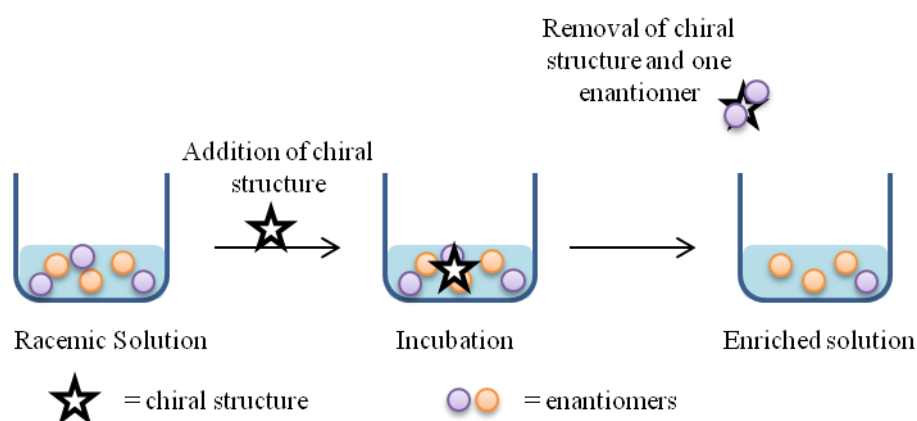 Removal of chiral
structure and one
enantiomer
Addition of chiral
structure
Racemic Solution
Incubation
Enriched solution
= chiral structure
= enantiomers